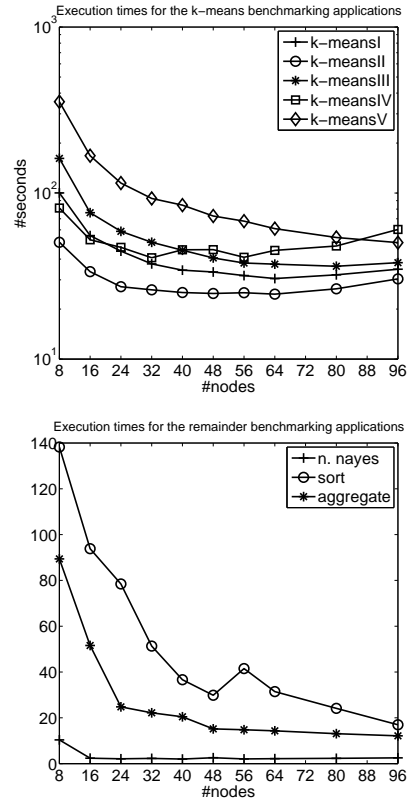 Execution times for the k-means benchmarking applications
10^3
k-meansI
k-meansII
k-meansIII
k-meansIV
k-meansV
#seconds
10^2
10^1
8 16 24 32 40 48 56 64 72 80 88 96
#nodes
Execution times for the remainder benchmarking applications
140
n. nayes
sort
aggregate
120
100
80
60
40
20
0
8 16 24 32 40 48 56 64 72 80 88 96
#nodes